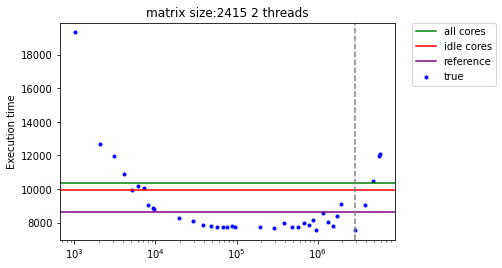 matrix size:2415 2 threads
Execution time
18000
16000
14000
12000
10000
8000
10³
10⁴
10⁵
10⁶
all cores
idle cores
reference
true